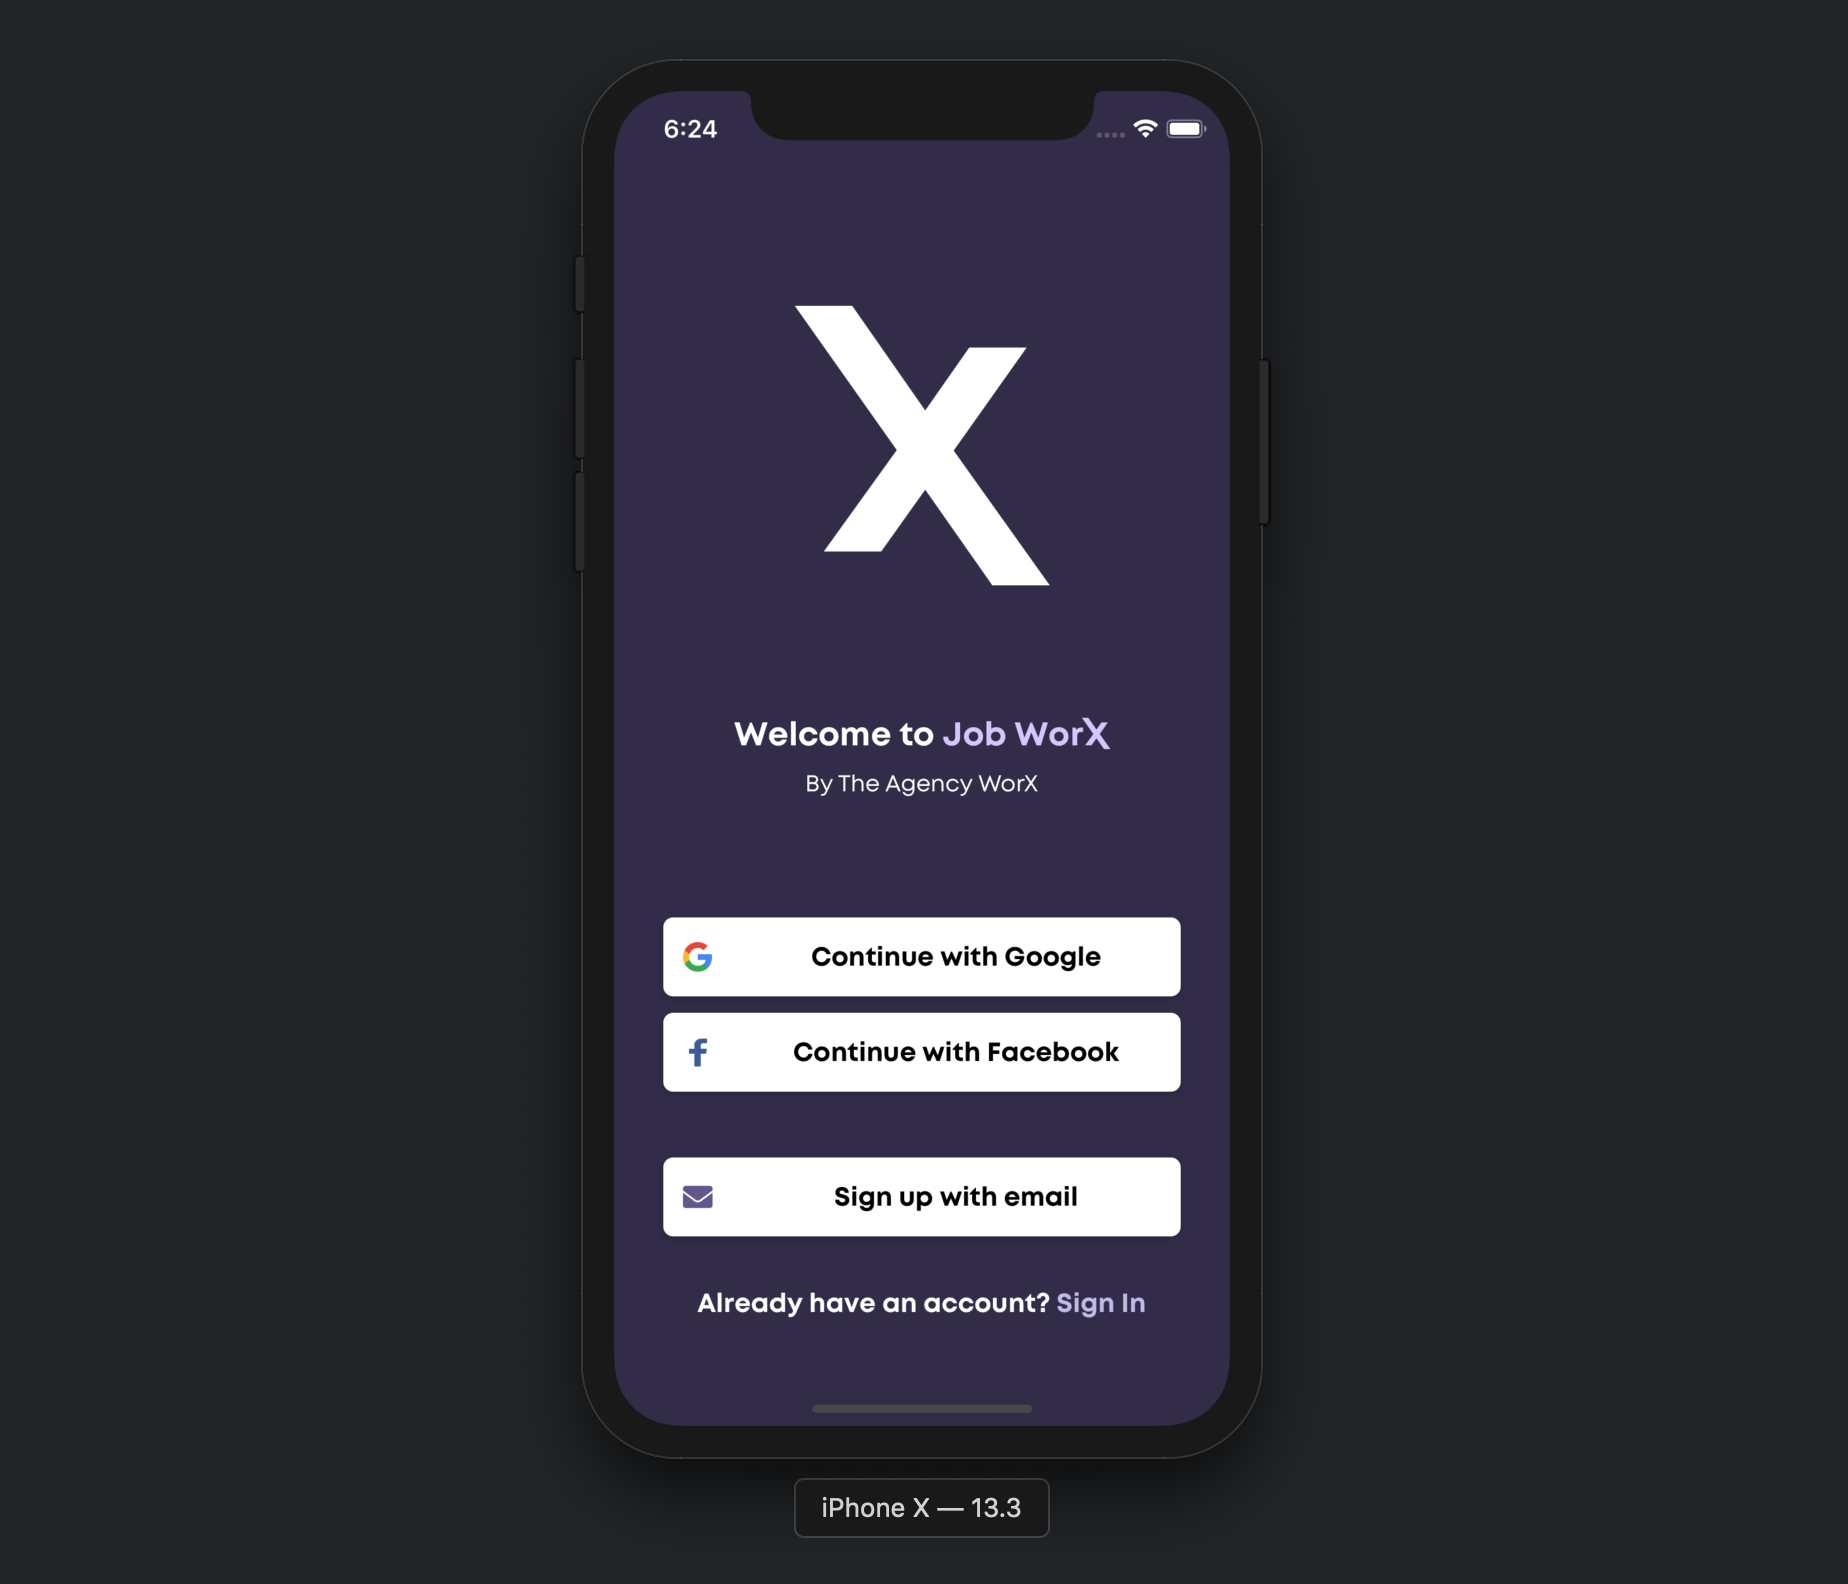 6:24
X
Welcome to Job WorX
By The Agency WorX
Continue with Google
Continue with Facebook
Sign up with email
Already have an account? Sign In
iPhone X — 13.3